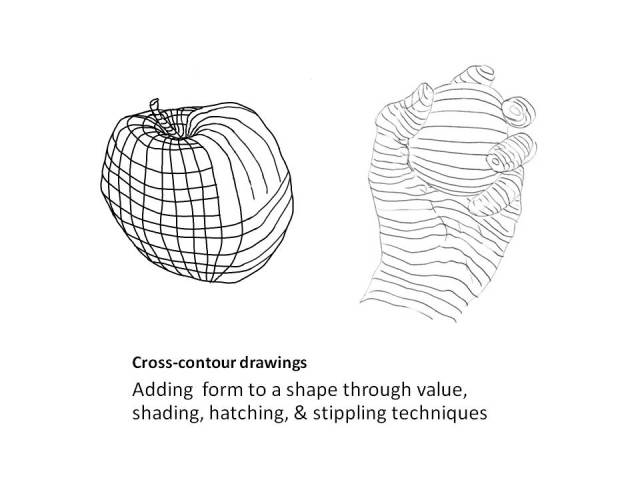 Cross-contour drawings
Adding form to a shape through value,
shading, hatching, & stippling techniques